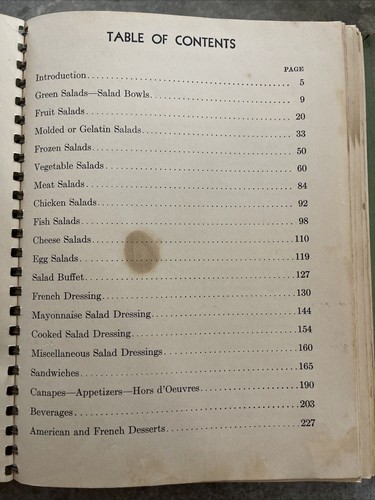 TABLE OF CONTENTS
PAGE
Introduction 5
Green Salads—Salad Bowls 9
Fruit Salads 20
Molded or Gelatin Salads 33
Frozen Salads 50
Vegetable Salads 60
Meat Salads 84
Chicken Salads 92
Fish Salads 98
Cheese Salads 110
Egg Salads 119
Salad Buffet 127
French Dressing 130
Mayonnaise Salad Dressing 144
Cooked Salad Dressing 154
Miscellaneous Salad Dressings 160
Sandwiches 165
Canapes—Appetizers—Hors d'Oeuvres 190
Beverages 203
American and French Desserts 227